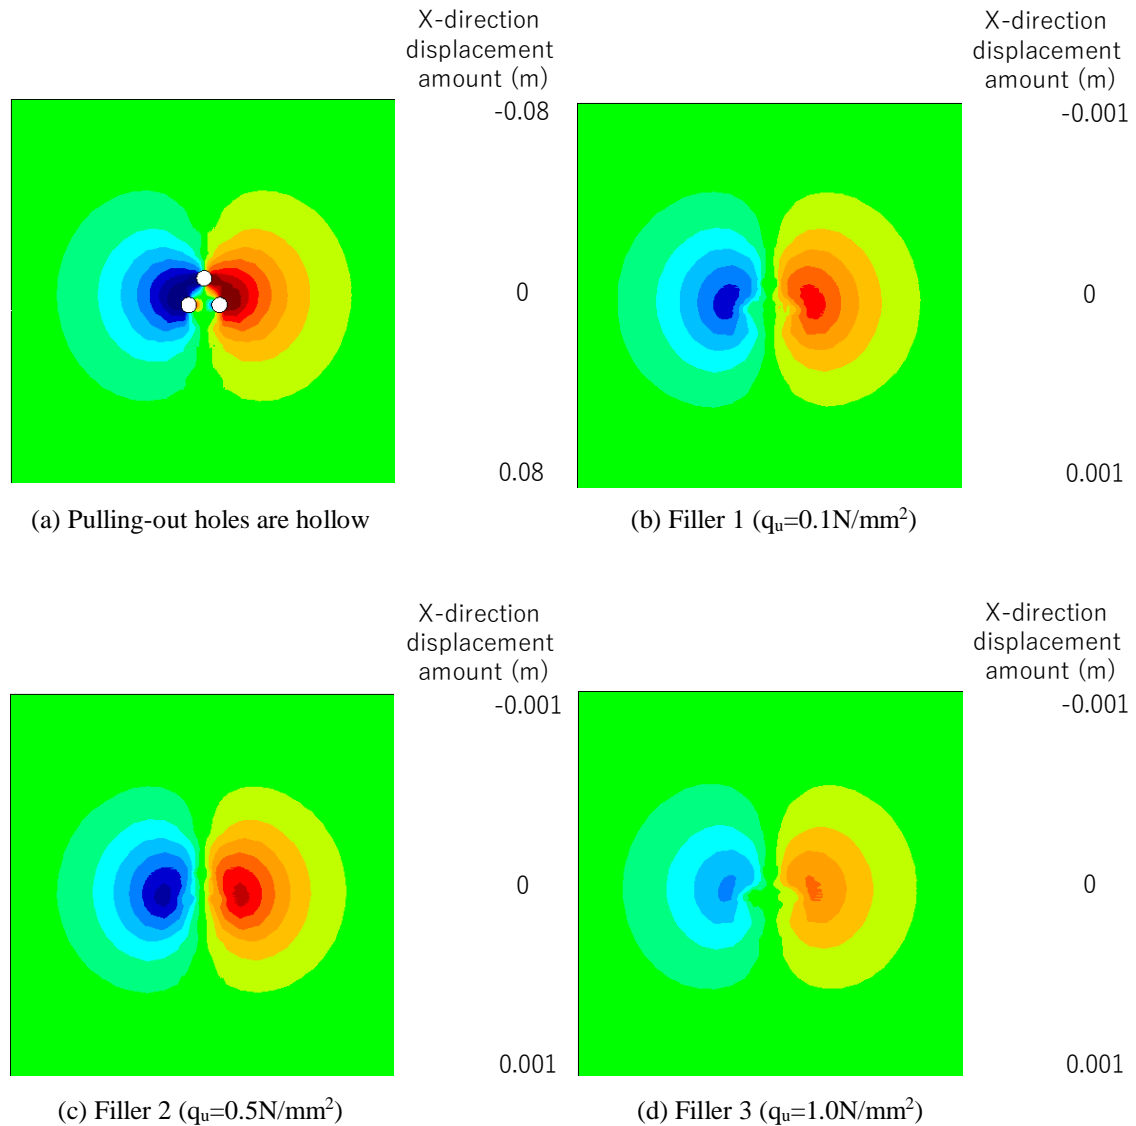 X-direction
displacement
amount (m)
-0.08
0
0.08
(a) Pulling-out holes are hollow
X-direction
displacement
amount (m)
-0.001
0
0.001
(b) Filler 1 (qᵤ=0.1N/mm²)
X-direction
displacement
amount (m)
-0.001
0
0.001
(c) Filler 2 (qᵤ=0.5N/mm²)
X-direction
displacement
amount (m)
-0.001
0
0.001
(d) Filler 3 (qᵤ=1.0N/mm²)